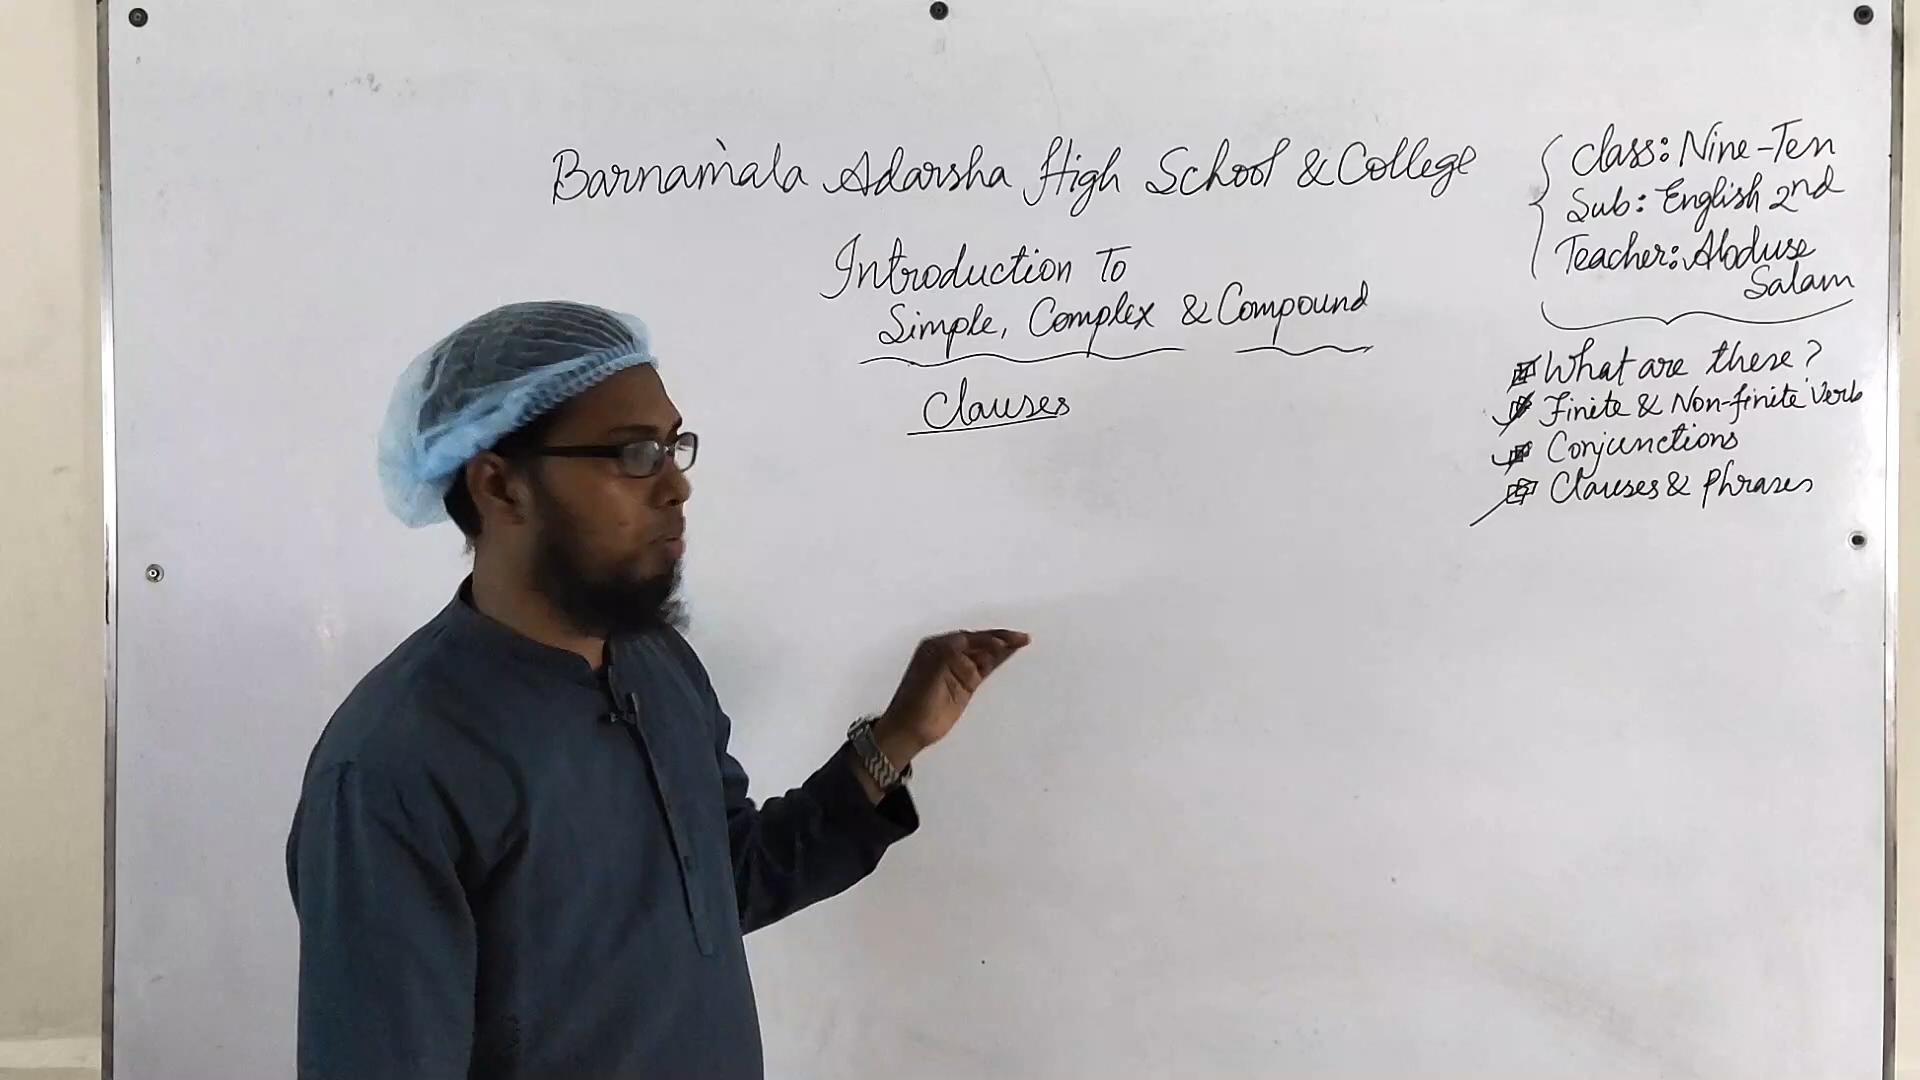 Barnamala Adarsha High School & College
Introduction To
Simple, Complex & Compound
Clauses
Class: Nine-Ten
Sub: English 2nd
Teacher: Abduse
Salam
What are these?
Finite & Non-finite Verb
Conjunctions
Clauses & Phrases